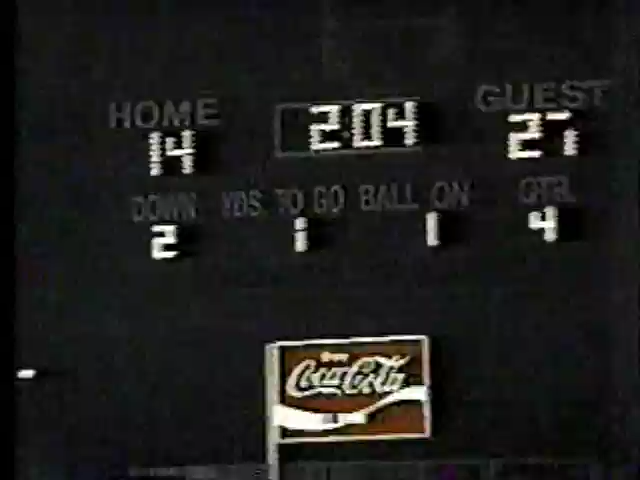 HOME 2:04 GUEST
14 27
DOWN YDS TO GO BALL ON QTR
2 1 1 4
Enjoy
Coca-Cola